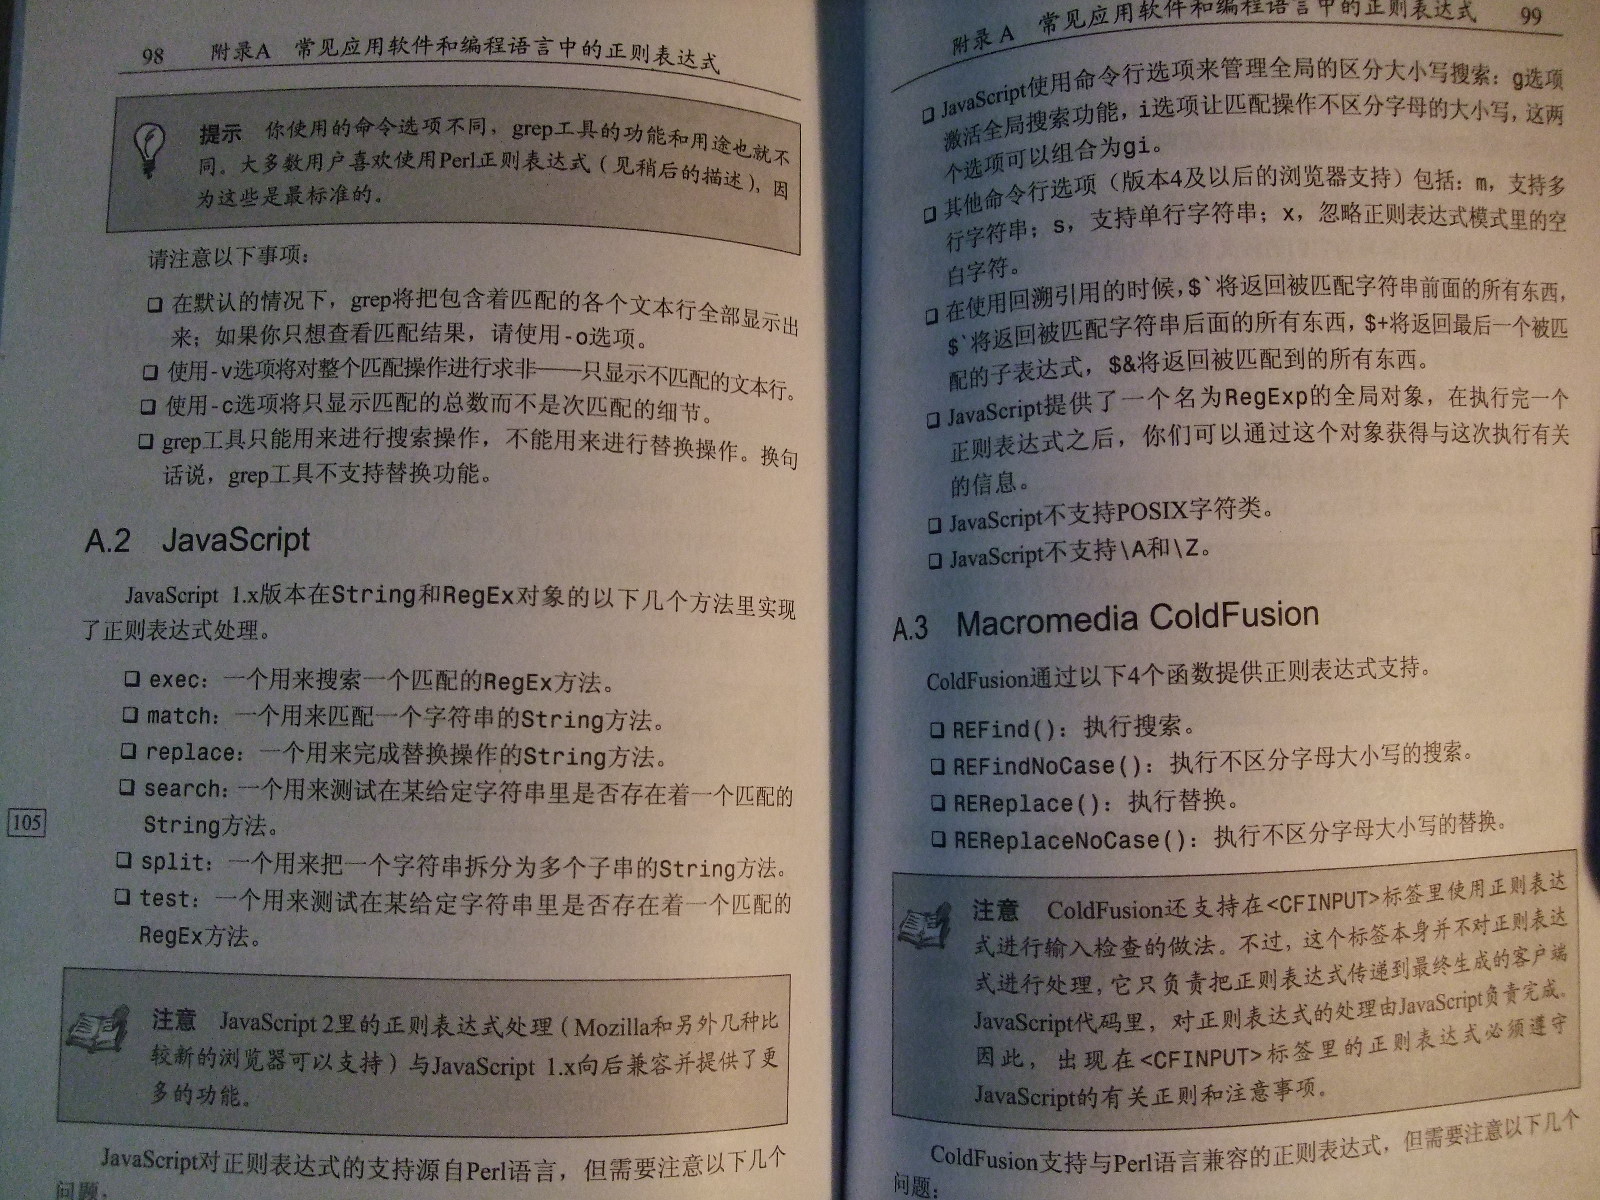 98 附录A 常见应用软件和编程语言中的正则表达式
提示 你使用的命令选项不同，grep工具的功能和用途也就不
同。大多数用户喜欢使用Perl正则表达式（见稍后的描述），因
为这些是最标准的。
请注意以下事项：
❑ 在默认的情况下，grep将把包含着匹配的各个文本行全部显示出
来；如果你只想查看匹配结果，请使用-o选项。
❑ 使用-v选项将对整个匹配操作进行求非——只显示不匹配的文本行。
❑ 使用-c选项将只显示匹配的总数而不是次匹配的细节。
❑ grep工具只能用来进行搜索操作，不能用来进行替换操作。换句
话说，grep工具不支持替换功能。
A.2 JavaScript
JavaScript 1.x版本在String和RegEx对象的以下几个方法里实现
了正则表达式处理。
❑ exec：一个用来搜索一个匹配的RegEx方法。
❑ match：一个用来匹配一个字符串的String方法。
❑ replace：一个用来完成替换操作的String方法。
❑ search：一个用来测试在某给定字符串里是否存在着一个匹配的
String方法。
105
❑ split：一个用来把一个字符串拆分为多个子串的String方法。
❑ test：一个用来测试在某给定字符串里是否存在着一个匹配的
RegEx方法。
注意 JavaScript 2里的正则表达式处理（Mozilla和另外几种比
较新的浏览器可以支持）与JavaScript 1.x向后兼容并提供了更
多的功能。
JavaScript对正则表达式的支持源自Perl语言，但需要注意以下几个
问题：
附录 A 常见应用软件和编程语言中的正则表达式 99
❑ JavaScript使用命令行选项来管理全局的区分大小写搜索：g选项
激活全局搜索功能，i选项让匹配操作不区分字母的大小写，这两
个选项可以组合为gi。
❑ 其他命令行选项（版本4及以后的浏览器支持）包括：m，支持多
行字符串；s，支持单行字符串；x，忽略正则表达式模式里的空
白字符。
❑ 在使用回溯引用的时候，$`将返回被匹配字符串前面的所有东西，
$`将返回被匹配字符串后面的所有东西，$+将返回最后一个被匹
配的子表达式，$&将返回被匹配到的所有东西。
❑ JavaScript提供了一个名为RegExp的全局对象，在执行完一个
正则表达式之后，你们可以通过这个对象获得与这次执行有关
的信息。
❑ JavaScript不支持POSIX字符类。
❑ JavaScript不支持\A和\Z。
A.3 Macromedia ColdFusion
ColdFusion通过以下4个函数提供正则表达式支持。
❑ REFind()：执行搜索。
❑ REFindNoCase()：执行不区分字母大小写的搜索。
❑ REReplace()：执行替换。
❑ REReplaceNoCase()：执行不区分字母大小写的替换。
注意 ColdFusion还支持在<CFINPUT>标签里使用正则表达
式进行输入检查的做法。不过，这个标签本身并不对正则表达
式进行处理，它只负责把正则表达式传递到最终生成的客户端
JavaScript代码里，对正则表达式的处理由JavaScript负责完成。
因此，出现在<CFINPUT>标签里的正则表达式必须遵守
JavaScript的有关正则和注意事项。
ColdFusion支持与Perl语言兼容的正则表达式，但需要注意以下几个
问题：